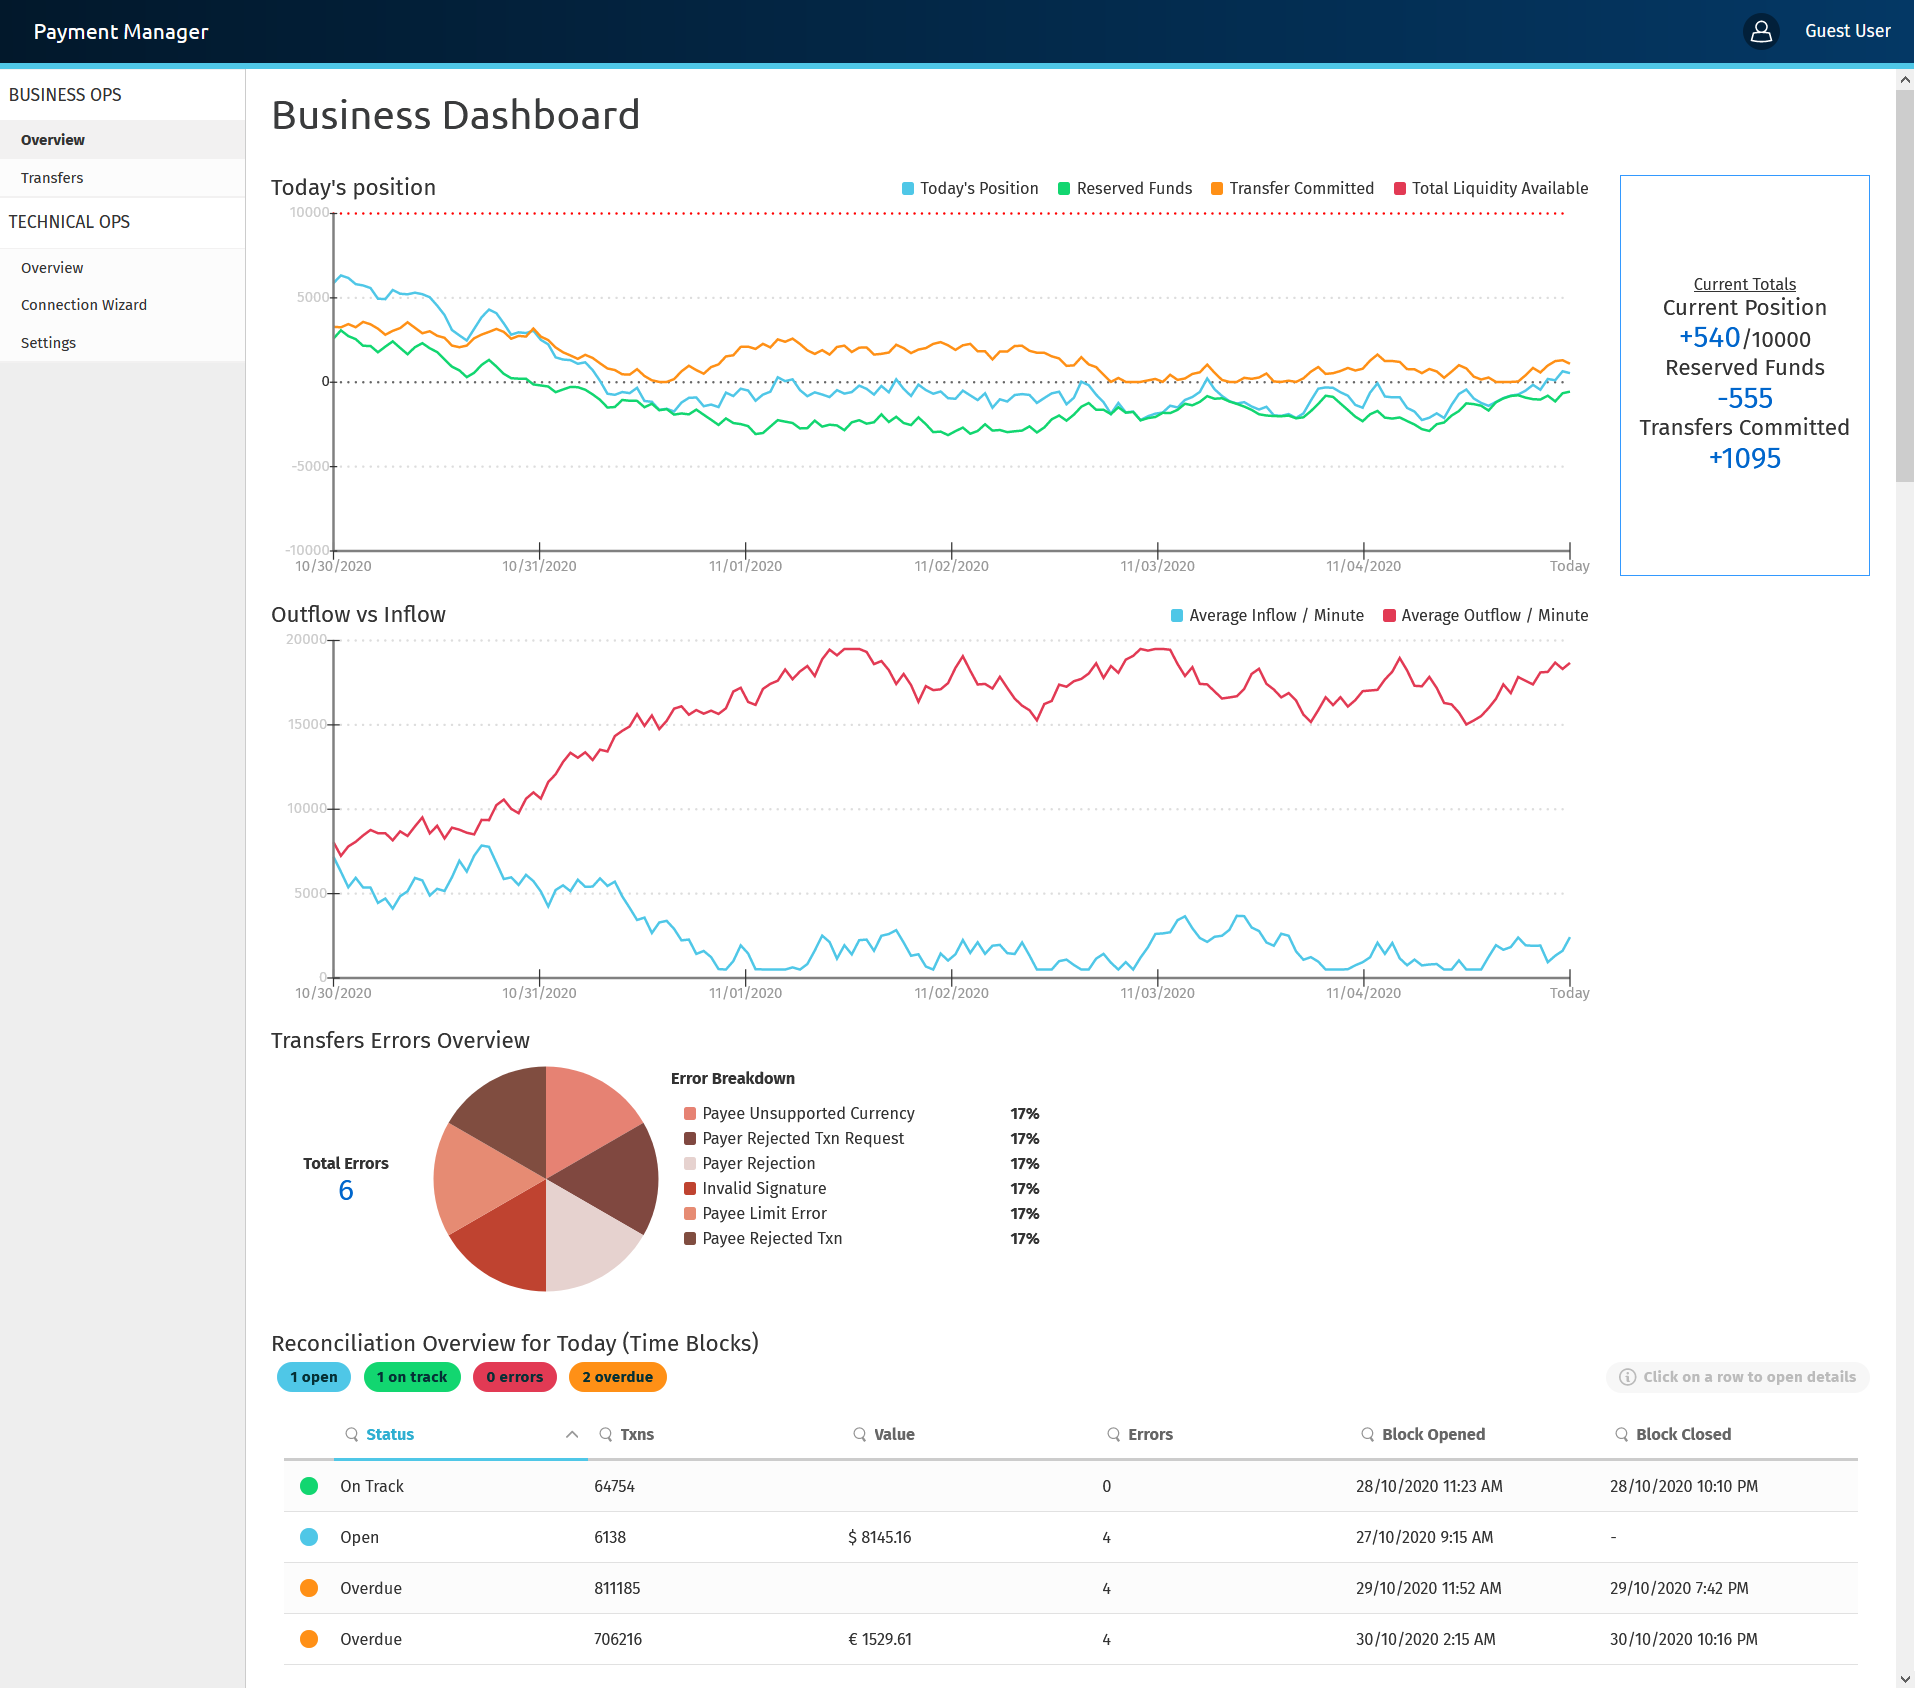 Payment Manager
Guest User
BUSINESS OPS
Overview
Transfers
TECHNICAL OPS
Overview
Connection Wizard
Settings
Business Dashboard
Today's position
Today's Position Reserved Funds Transfer Committed Total Liquidity Available
10000
5000
0
-5000
-10000
10/30/2020 10/31/2020 11/01/2020 11/02/2020 11/03/2020 11/04/2020 Today
Current Totals
Current Position
+540/10000
Reserved Funds
-555
Transfers Committed
+1095
Outflow vs Inflow
Average Inflow / Minute Average Outflow / Minute
20000
15000
10000
5000
0
10/30/2020 10/31/2020 11/01/2020 11/02/2020 11/03/2020 11/04/2020 Today
Transfers Errors Overview
Total Errors
6
Error Breakdown
Payee Unsupported Currency 17%
Payer Rejected Txn Request 17%
Payer Rejection 17%
Invalid Signature 17%
Payee Limit Error 17%
Payee Rejected Txn 17%
Reconciliation Overview for Today (Time Blocks)
1 open 1 on track 0 errors 2 overdue
Click on a row to open details
Status Txns Value Errors Block Opened Block Closed
On Track 64754 0 28/10/2020 11:23 AM 28/10/2020 10:10 PM
Open 6138 $ 8145.16 4 27/10/2020 9:15 AM -
Overdue 811185 4 29/10/2020 11:52 AM 29/10/2020 7:42 PM
Overdue 706216 € 1529.61 4 30/10/2020 2:15 AM 30/10/2020 10:16 PM